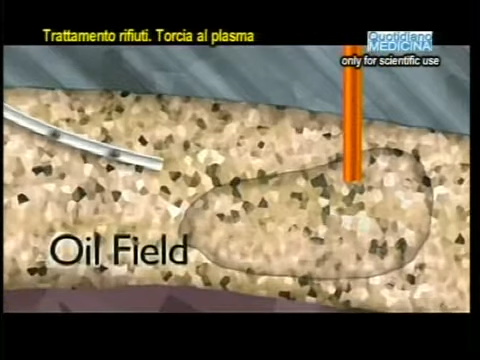 Trattamento rifiuti. Torcia al plasma
Quotidiano
MEDICINA
only for scientific use
Oil Field